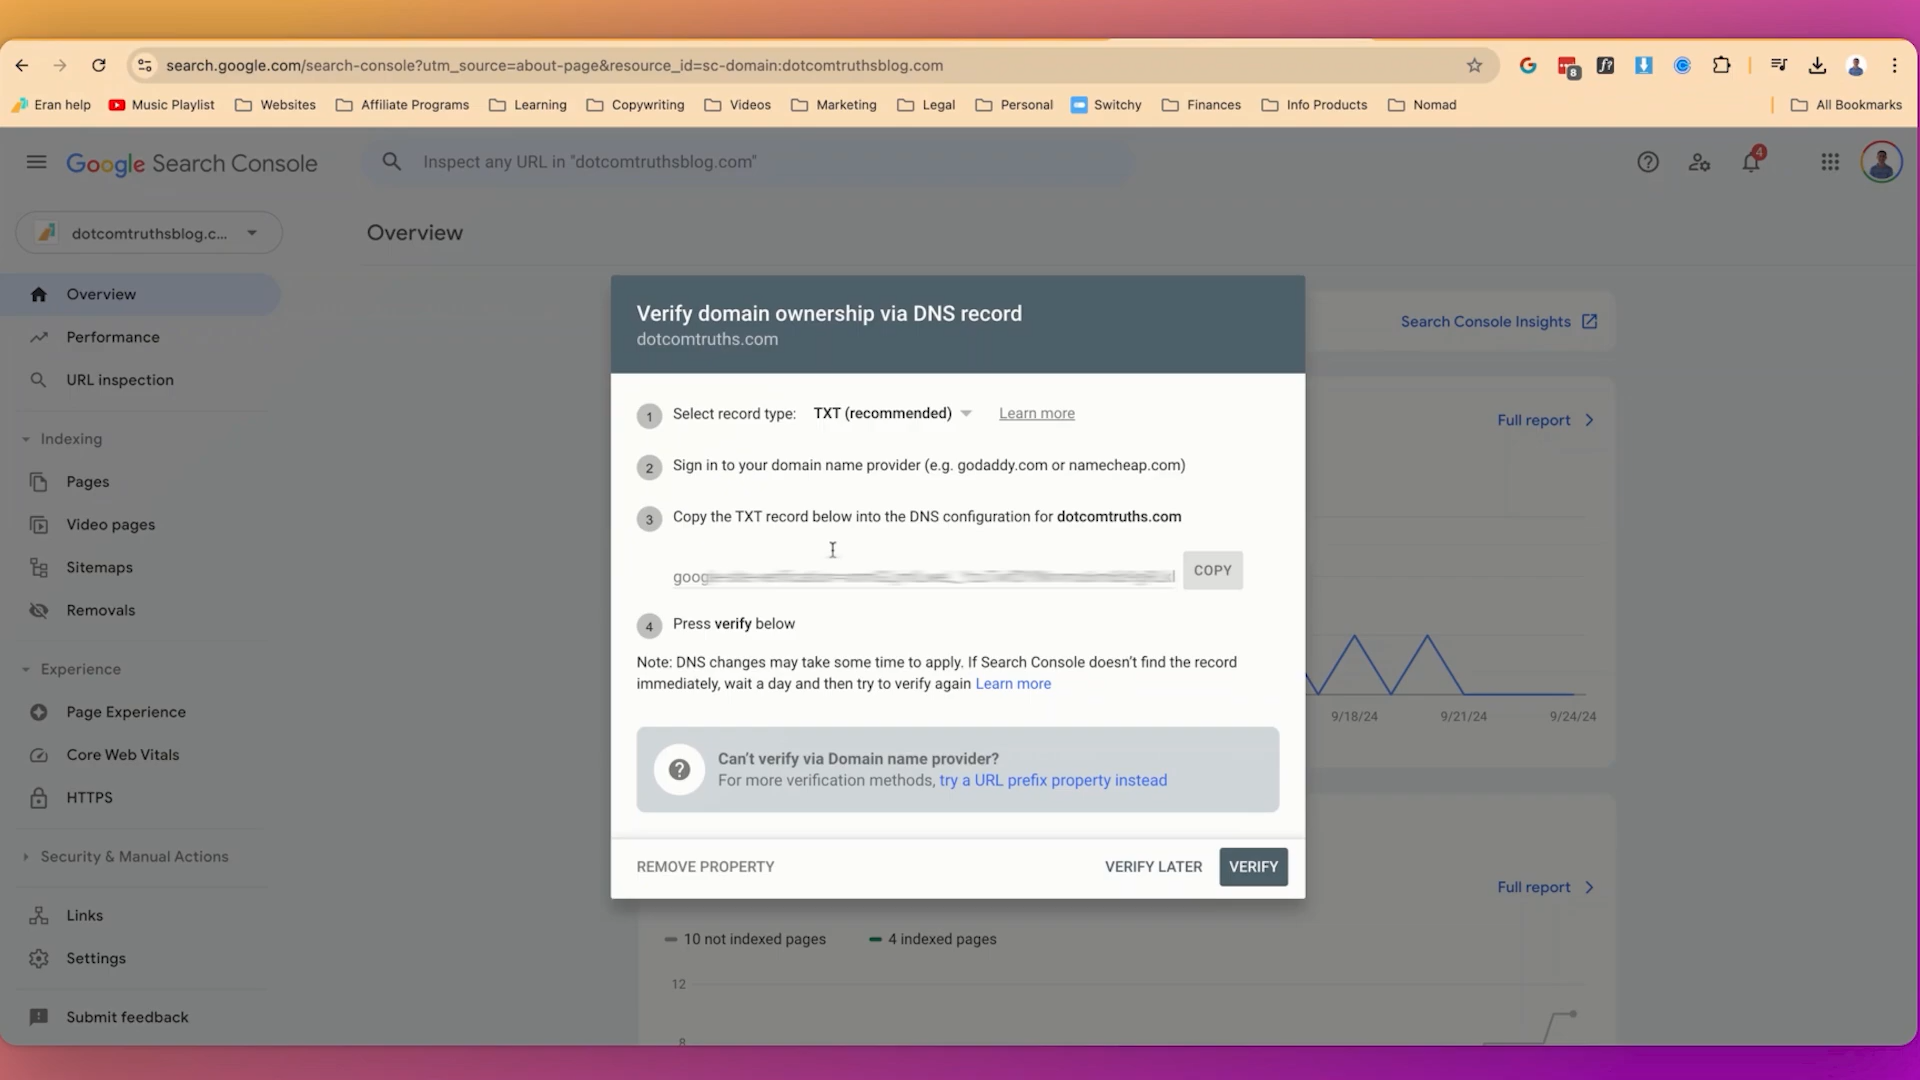 search.google.com/search-console?utm_source=about-page&resource_id=sc-domain:dotcomtruthsblog.com
8
Eran help Music Playlist Websites Affiliate Programs Learning Copywriting Videos Marketing Legal Personal Switchy Finances Info Products Nomad All Bookmarks
Google Search Console
Inspect any URL in "dotcomtruthsblog.com"
4
dotcomtruthsblog.c...
Overview
Overview
Performance
URL inspection
Indexing
Pages
Video pages
Sitemaps
Removals
Experience
Page Experience
Core Web Vitals
HTTPS
Security & Manual Actions
Links
Settings
Submit feedback
Search Console Insights
Full report
Verify domain ownership via DNS record
dotcomtruths.com
1 Select record type: TXT (recommended) Learn more
2 Sign in to your domain name provider (e.g. godaddy.com or namecheap.com)
3 Copy the TXT record below into the DNS configuration for dotcomtruths.com
COPY
4 Press verify below
Note: DNS changes may take some time to apply. If Search Console doesn't find the record
immediately, wait a day and then try to verify again Learn more
Can't verify via Domain name provider?
For more verification methods, try a URL prefix property instead
REMOVE PROPERTY VERIFY LATER VERIFY
9/18/24 9/21/24 9/24/24
Full report
10 not indexed pages 4 indexed pages
12
8